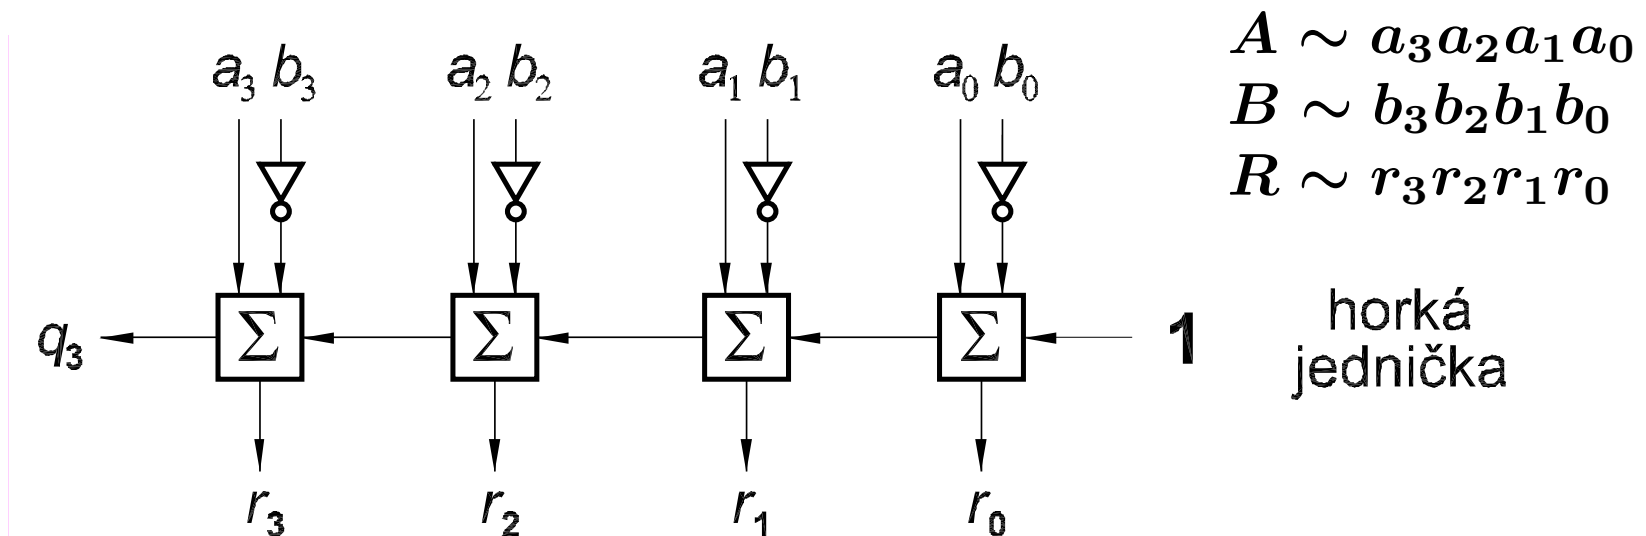 a₃ b₃ a₂ b₂ a₁ b₁ a₀ b₀
A ∼ a₃a₂a₁a₀
B ∼ b₃b₂b₁b₀
R ∼ r₃r₂r₁r₀
q₃ Σ Σ Σ Σ 1
horká
jednička
r₃ r₂ r₁ r₀